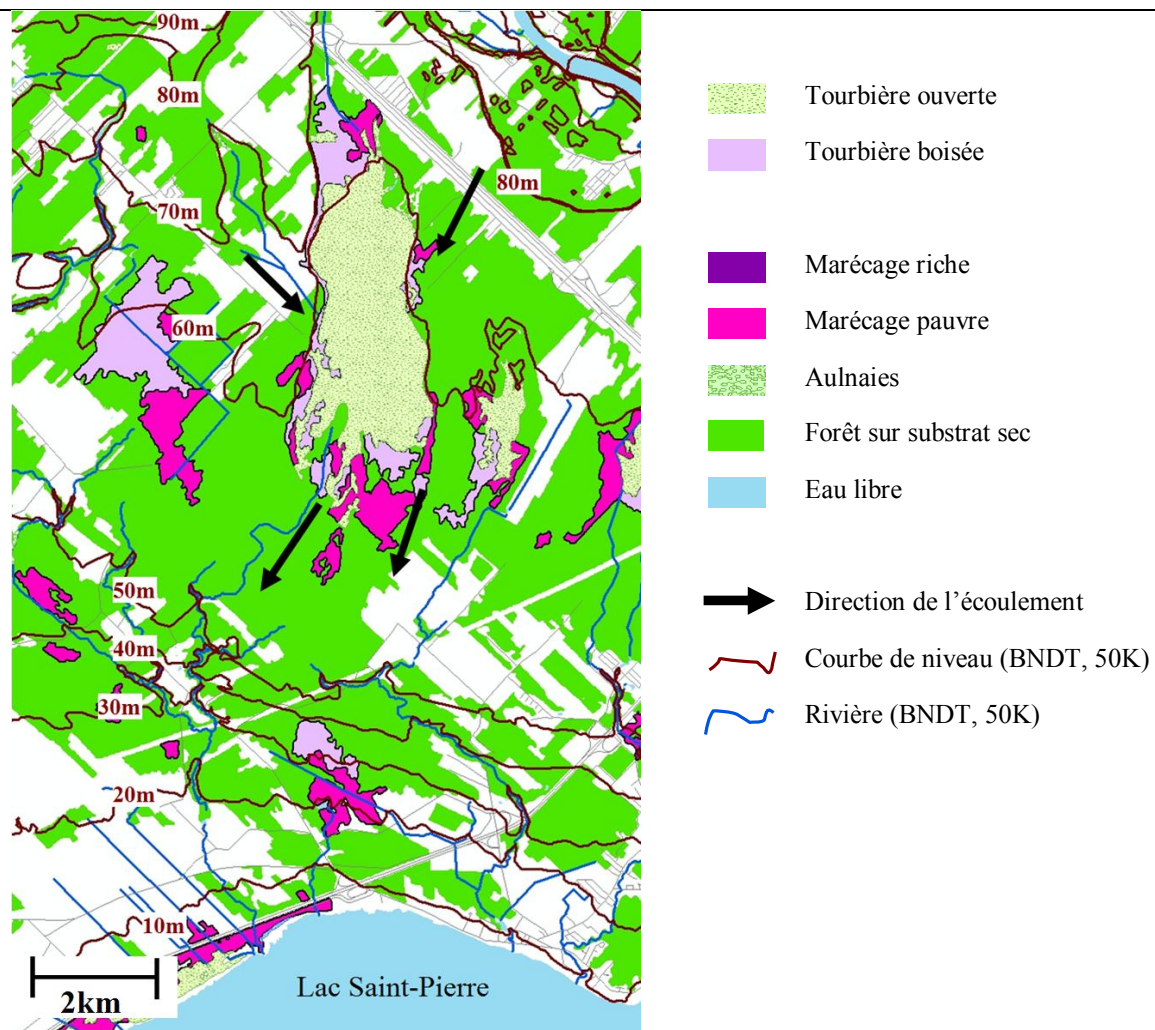 90m
80m
80m
70m
60m
50m
40m
30m
20m
10m
2km
Lac Saint-Pierre
Tourbière ouverte
Tourbière boisée
Marécage riche
Marécage pauvre
Aulnaies
Forêt sur substrat sec
Eau libre
Direction de l’écoulement
Courbe de niveau (BNDT, 50K)
Rivière (BNDT, 50K)